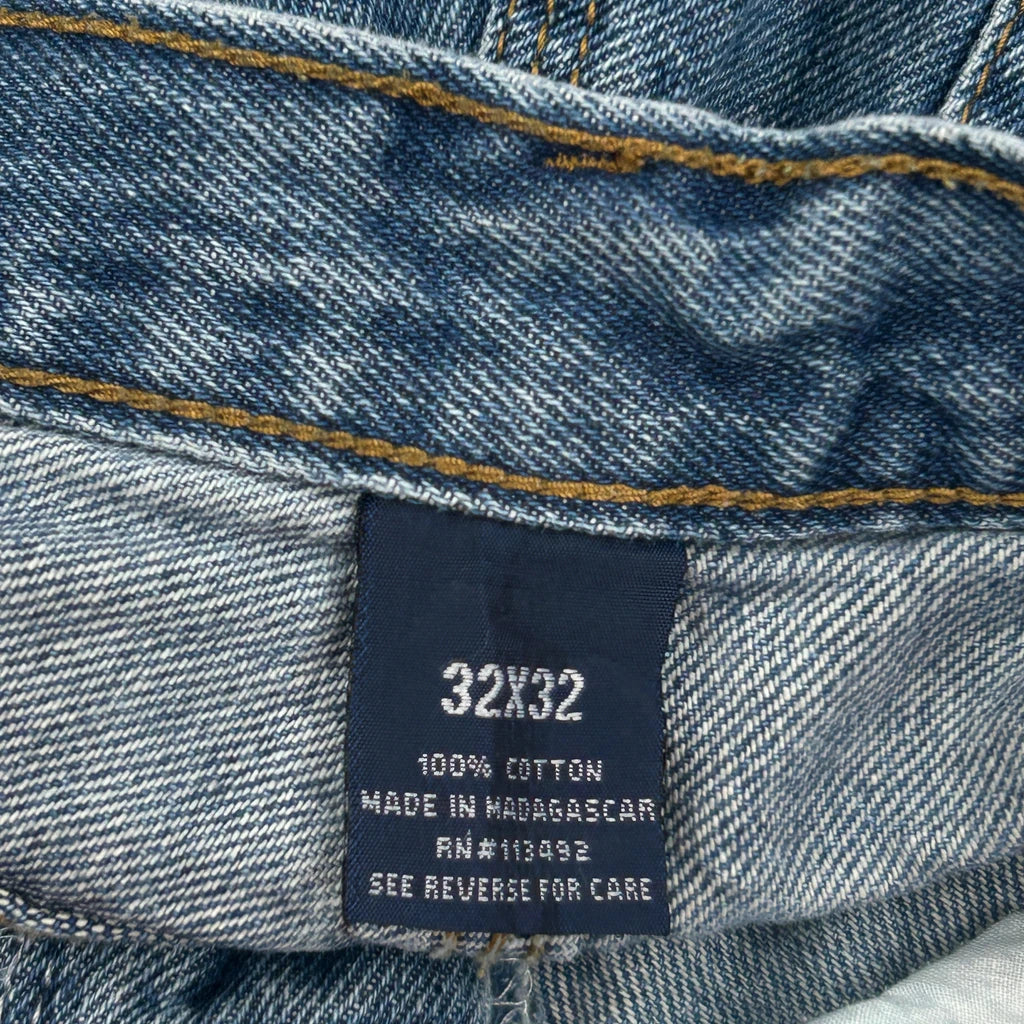 32X32
100% COTTON
MADE IN MADAGASCAR
RN#113492
SEE REVERSE FOR CARE